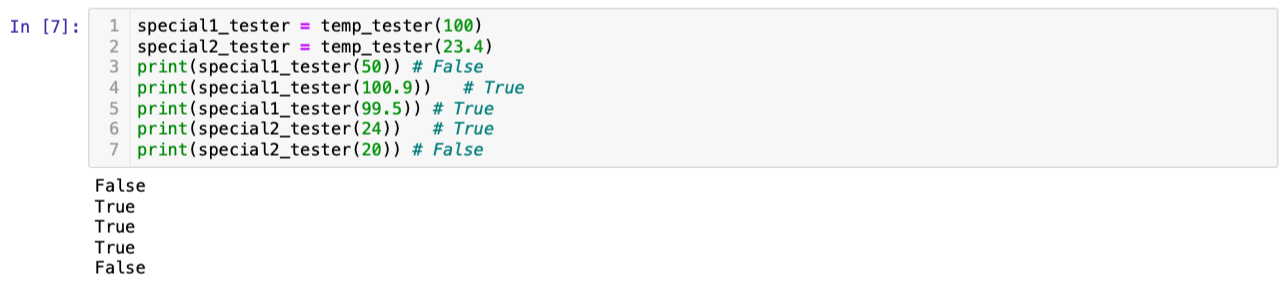 In [7]:
1 special1_tester = temp_tester(100)
2 special2_tester = temp_tester(23.4)
3 print(special1_tester(50)) # False
4 print(special1_tester(100.9))   # True
5 print(special1_tester(99.5)) # True
6 print(special2_tester(24))   # True
7 print(special2_tester(20)) # False
False
True
True
True
False